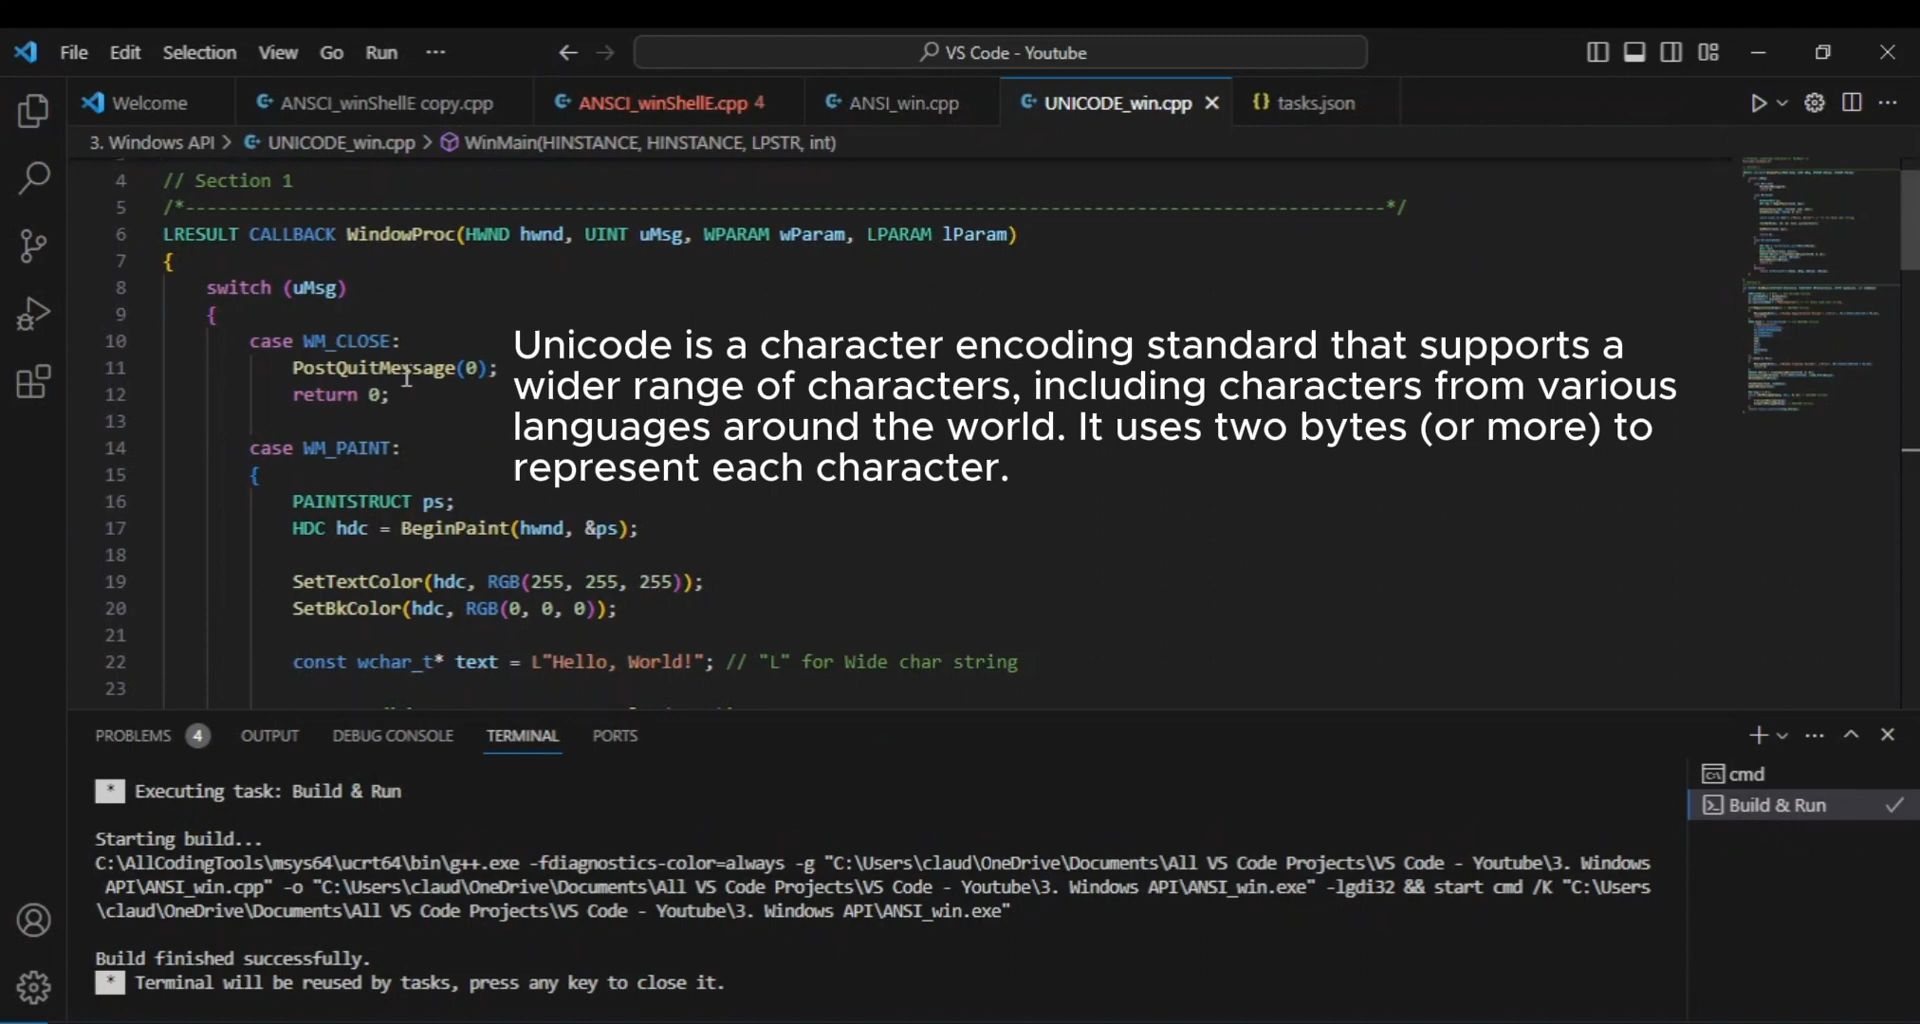 File Edit Selection View Go Run ··· VS Code - Youtube
Welcome ANSCI_winShellE copy.cpp ANSCI_winShellE.cpp 4 ANSI_win.cpp UNICODE_win.cpp {} tasks.json
3. Windows API > UNICODE_win.cpp > WinMain(HINSTANCE, HINSTANCE, LPSTR, int)
4 // Section 1
5 /*---------------------------------------------------------------------------------------------------------------*/
6 LRESULT CALLBACK WindowProc(HWND hwnd, UINT uMsg, WPARAM wParam, LPARAM lParam)
7 {
8 switch (uMsg)
9 {
10 case WM_CLOSE:
11 PostQuitMessage(0);
12 return 0;
13
14 case WM_PAINT:
15 {
16 PAINTSTRUCT ps;
17 HDC hdc = BeginPaint(hwnd, &ps);
18
19 SetTextColor(hdc, RGB(255, 255, 255));
20 SetBkColor(hdc, RGB(0, 0, 0));
21
22 const wchar_t* text = L"Hello, World!"; // "L" for Wide char string
23
Unicode is a character encoding standard that supports a
wider range of characters, including characters from various
languages around the world. It uses two bytes (or more) to
represent each character.
PROBLEMS 4 OUTPUT DEBUG CONSOLE TERMINAL PORTS
* Executing task: Build & Run
Starting build...
C:\AllCodingTools\msys64\ucrt64\bin\g++.exe -fdiagnostics-color=always -g "C:\Users\claud\OneDrive\Documents\All VS Code Projects\VS Code - Youtube\3. Windows
API\ANSI_win.cpp" -o "C:\Users\claud\OneDrive\Documents\All VS Code Projects\VS Code - Youtube\3. Windows API\ANSI_win.exe" -lgdi32 && start cmd /K "C:\Users
\claud\OneDrive\Documents\All VS Code Projects\VS Code - Youtube\3. Windows API\ANSI_win.exe"
Build finished successfully.
* Terminal will be reused by tasks, press any key to close it.
cmd
Build & Run